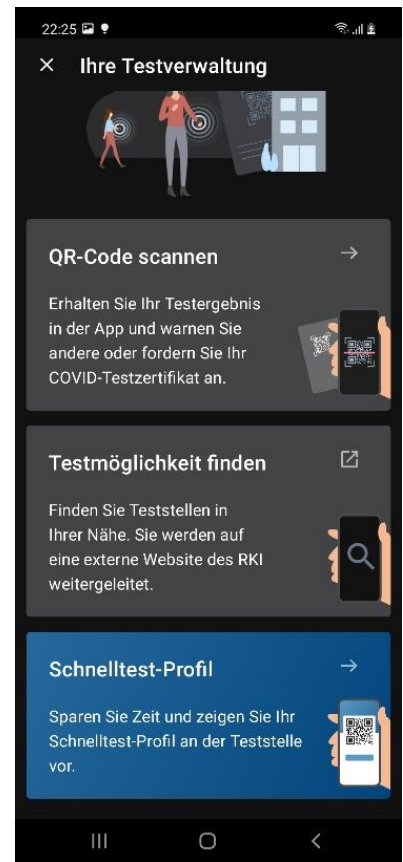 22:25
Ihre Testverwaltung
QR-Code scannen
Erhalten Sie Ihr Testergebnis
in der App und warnen Sie
andere oder fordern Sie Ihr
COVID-Testzertifikat an.
Testmöglichkeit finden
Finden Sie Teststellen in
Ihrer Nähe. Sie werden auf
eine externe Website des RKI
weitergeleitet.
Schnelltest-Profil
Sparen Sie Zeit und zeigen Sie Ihr
Schnelltest-Profil an der Teststelle
vor.